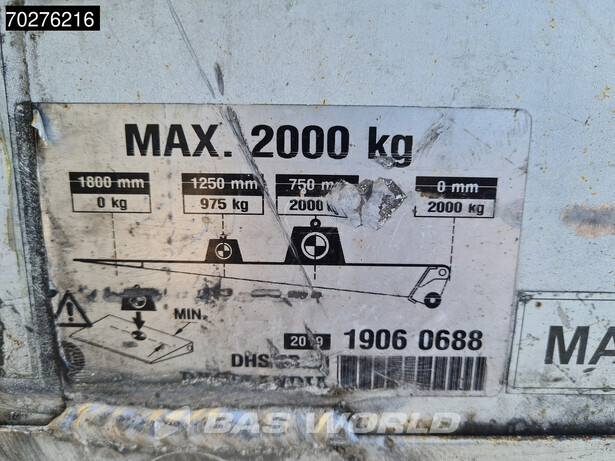 70276216
MAX. 2000 kg
1800 mm 1250 mm 750 mm 0 mm
0 kg 975 kg 2000 2000 kg
MIN.
1906 0688
MA
BAS WORLD